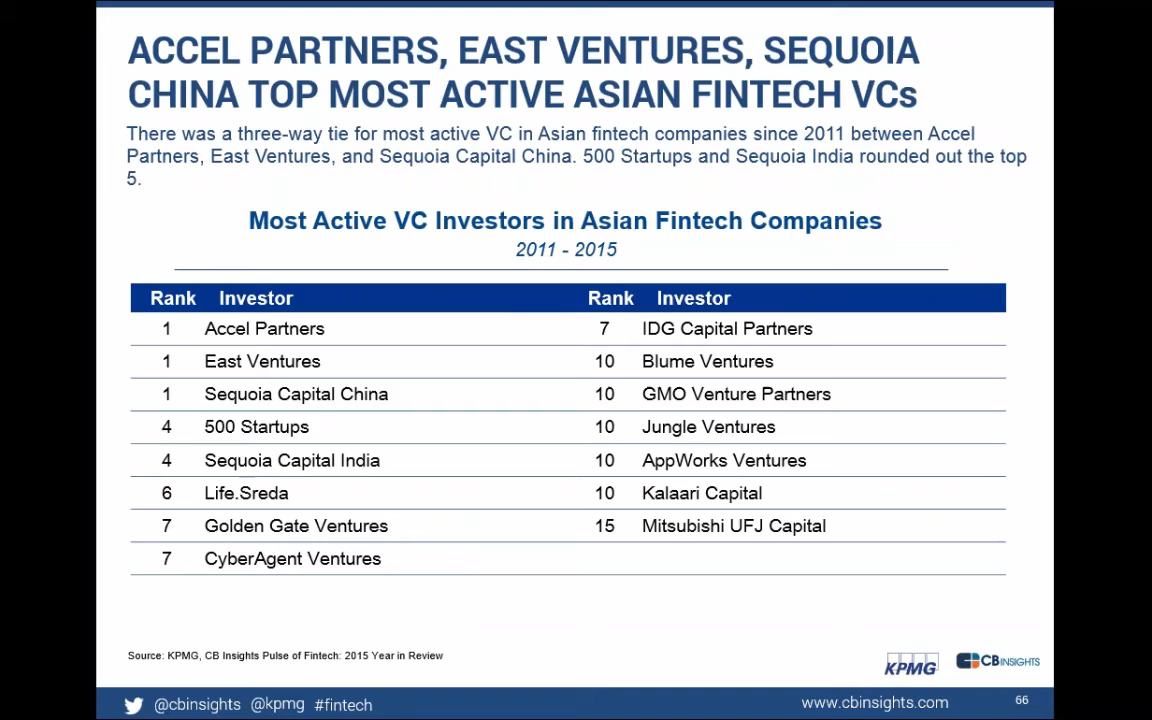 ACCEL PARTNERS, EAST VENTURES, SEQUOIA
CHINA TOP MOST ACTIVE ASIAN FINTECH VCs
There was a three-way tie for most active VC in Asian fintech companies since 2011 between Accel
Partners, East Ventures, and Sequoia Capital China. 500 Startups and Sequoia India rounded out the top
5.
Most Active VC Investors in Asian Fintech Companies
2011 - 2015
Rank Investor Rank Investor
1 Accel Partners 7 IDG Capital Partners
1 East Ventures 10 Blume Ventures
1 Sequoia Capital China 10 GMO Venture Partners
4 500 Startups 10 Jungle Ventures
4 Sequoia Capital India 10 AppWorks Ventures
6 Life.Sreda 10 Kalaari Capital
7 Golden Gate Ventures 15 Mitsubishi UFJ Capital
7 CyberAgent Ventures
Source: KPMG, CB Insights Pulse of Fintech: 2015 Year in Review
KPMG CBINSIGHTS
@cbinsights @kpmg #fintech www.cbinsights.com 66